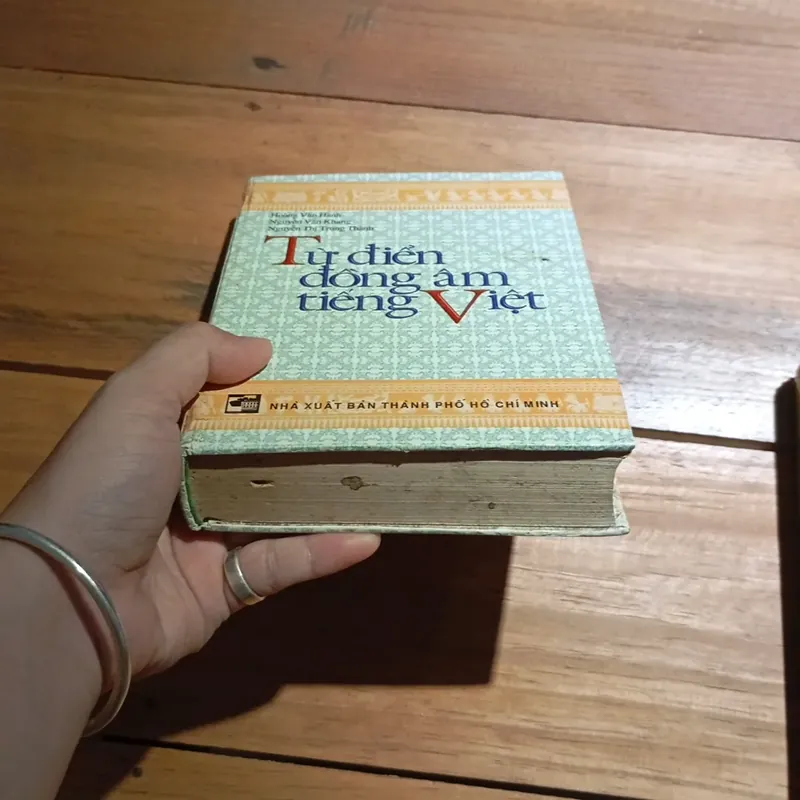 Hoàng Văn Hành
Nguyễn Văn Khang
Nguyễn Thị Trung Thành
Từ điển
đồng âm
tiếng Việt
NHÀ XUẤT BẢN THÀNH PHỐ HỒ CHÍ MINH